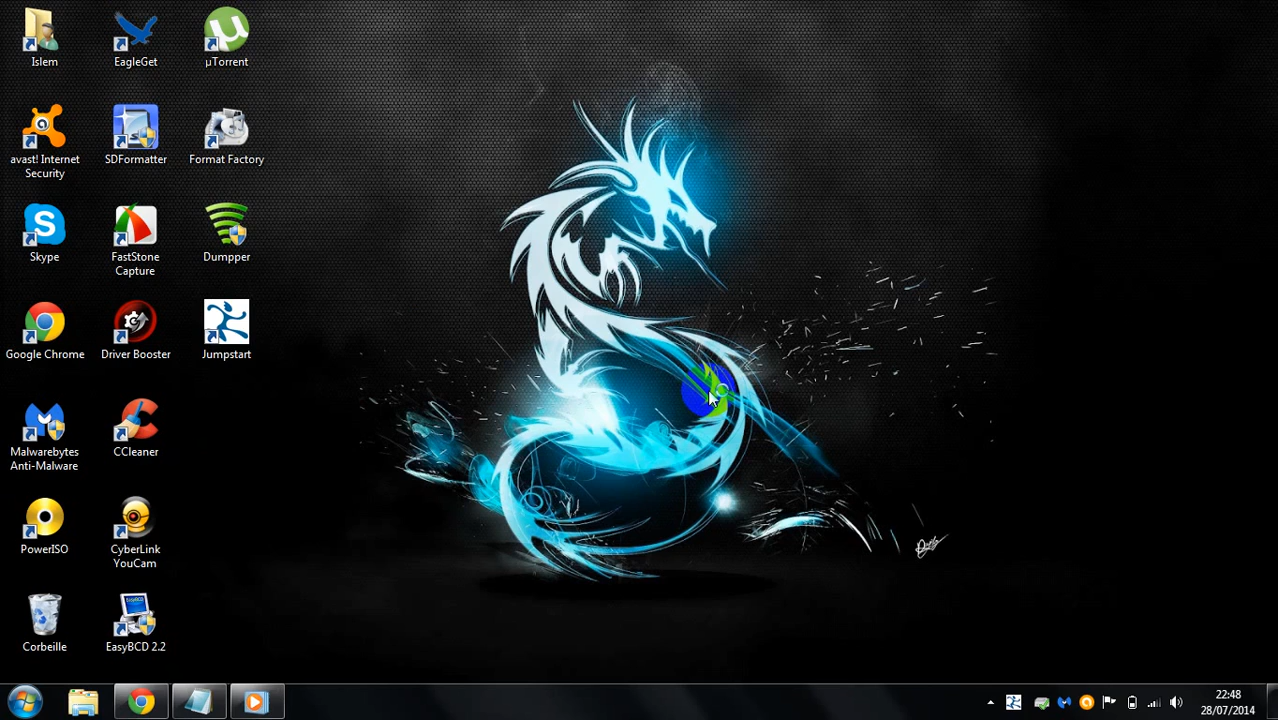 Islem
EagleGet
µTorrent
avast! Internet
Security
SDFormatter
Format Factory
Skype
FastStone
Capture
Dumpper
Google Chrome
Driver Booster
Jumpstart
Malwarebytes
Anti-Malware
CCleaner
PowerISO
CyberLink
YouCam
Corbeille
EasyBCD 2.2
22:48
28/07/2014